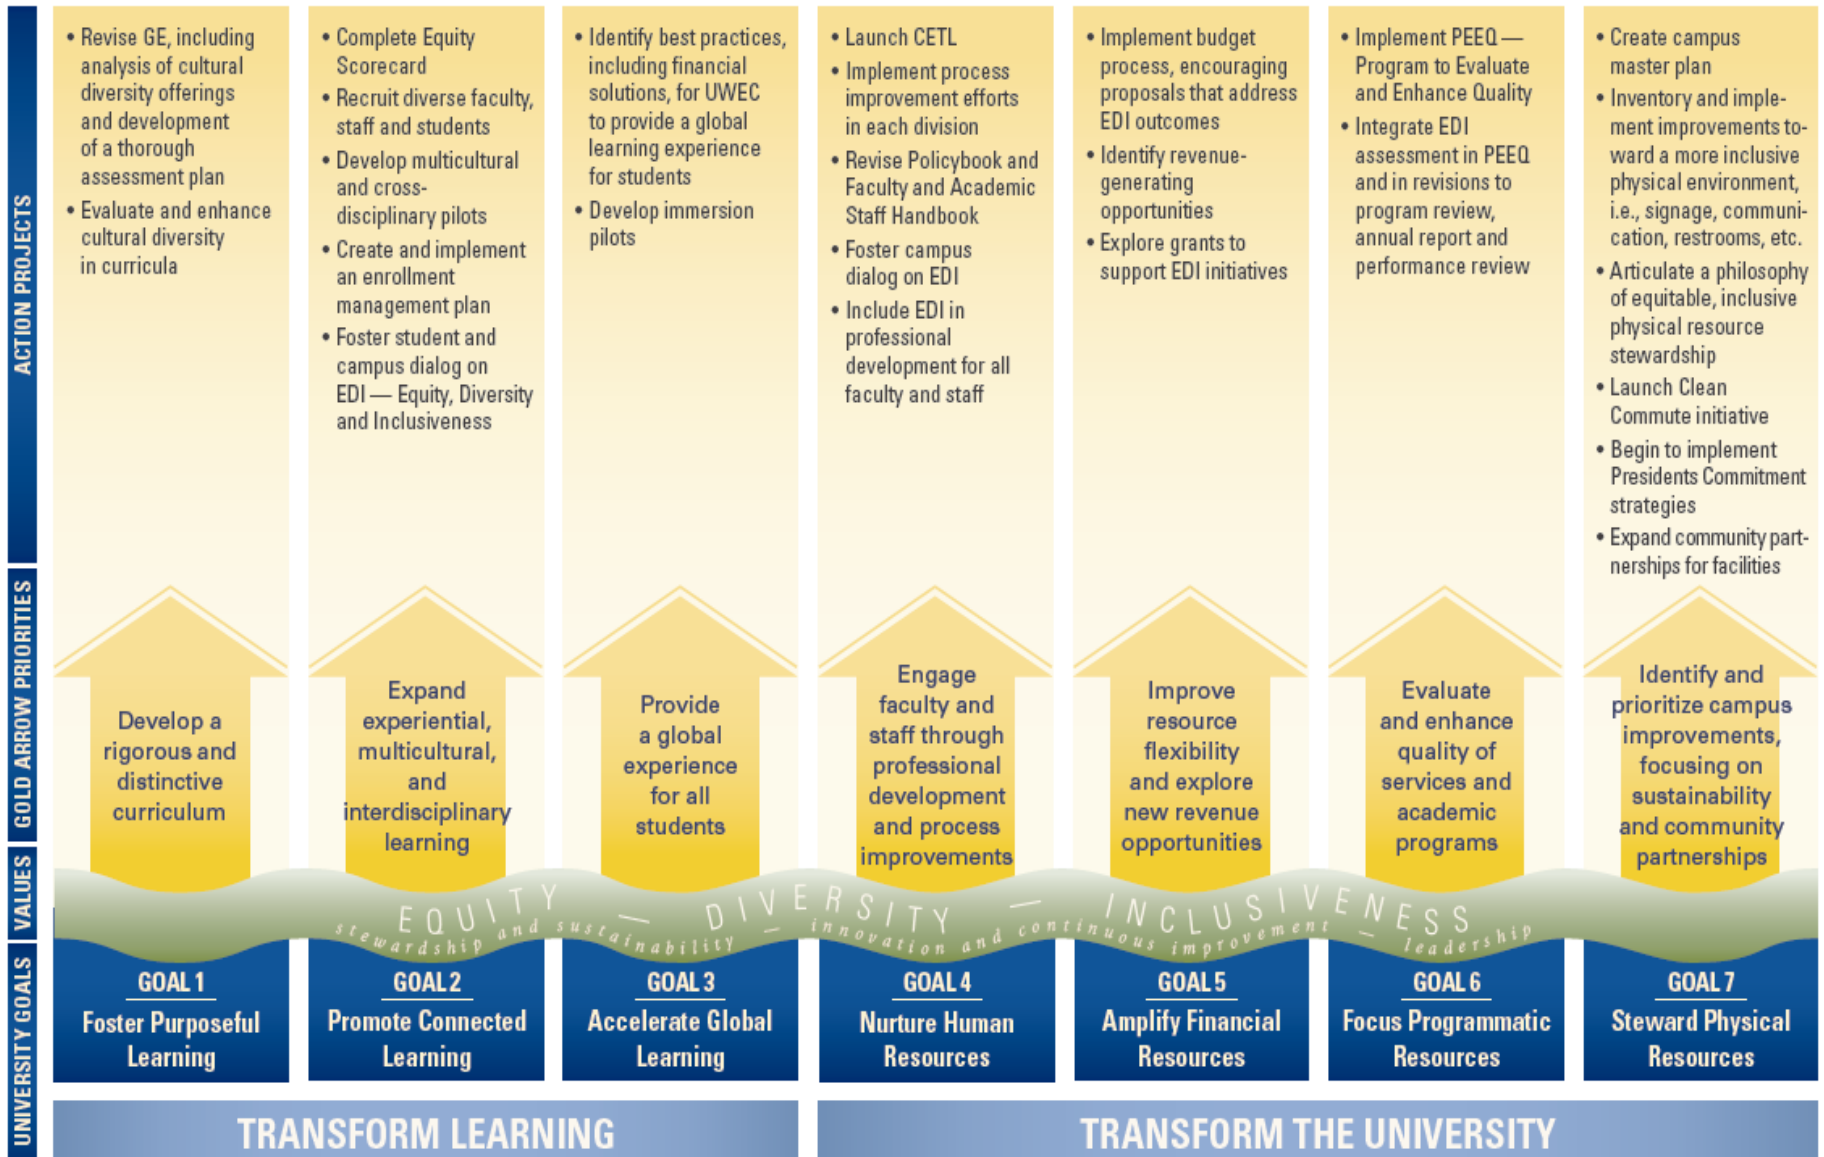 ACTION PROJECTS
• Revise GE, including
analysis of cultural
diversity offerings
and development
of a thorough
assessment plan
• Evaluate and enhance
cultural diversity
in curricula
• Complete Equity
Scorecard
• Recruit diverse faculty,
staff and students
• Develop multicultural
and cross-
disciplinary pilots
• Create and implement
an enrollment
management plan
• Foster student and
campus dialog on
EDI — Equity, Diversity
and Inclusiveness
• Identify best practices,
including financial
solutions, for UWEC
to provide a global
learning experience
for students
• Develop immersion
pilots
• Launch CETL
• Implement process
improvement efforts
in each division
• Revise Policybook and
Faculty and Academic
Staff Handbook
• Foster campus
dialog on EDI
• Include EDI in
professional
development for all
faculty and staff
• Implement budget
process, encouraging
proposals that address
EDI outcomes
• Identify revenue-
generating
opportunities
• Explore grants to
support EDI initiatives
• Implement PEEQ —
Program to Evaluate
and Enhance Quality
• Integrate EDI
assessment in PEEQ
and in revisions to
program review,
annual report and
performance review
• Create campus
master plan
• Inventory and imple-
ment improvements to-
ward a more inclusive
physical environment,
i.e., signage, communi-
cation, restrooms, etc.
• Articulate a philosophy
of equitable, inclusive
physical resource
stewardship
• Launch Clean
Commute initiative
• Begin to implement
Presidents Commitment
strategies
• Expand community part-
nerships for facilities
GOLD ARROW PRIORITIES
Develop a
rigorous and
distinctive
curriculum
Expand
experiential,
multicultural,
and
interdisciplinary
learning
Provide
a global
experience
for all
students
Engage
faculty and
staff through
professional
development
and process
improvements
Improve
resource
flexibility
and explore
new revenue
opportunities
Evaluate
and enhance
quality of
services and
academic
programs
Identify and
prioritize campus
improvements,
focusing on
sustainability
and community
partnerships
VALUES
EQUITY — DIVERSITY — INCLUSIVENESS
stewardship and sustainability — innovation and continuous improvement — leadership
UNIVERSITY GOALS
GOAL 1
Foster Purposeful
Learning
GOAL 2
Promote Connected
Learning
GOAL 3
Accelerate Global
Learning
GOAL 4
Nurture Human
Resources
GOAL 5
Amplify Financial
Resources
GOAL 6
Focus Programmatic
Resources
GOAL 7
Steward Physical
Resources
TRANSFORM LEARNING
TRANSFORM THE UNIVERSITY